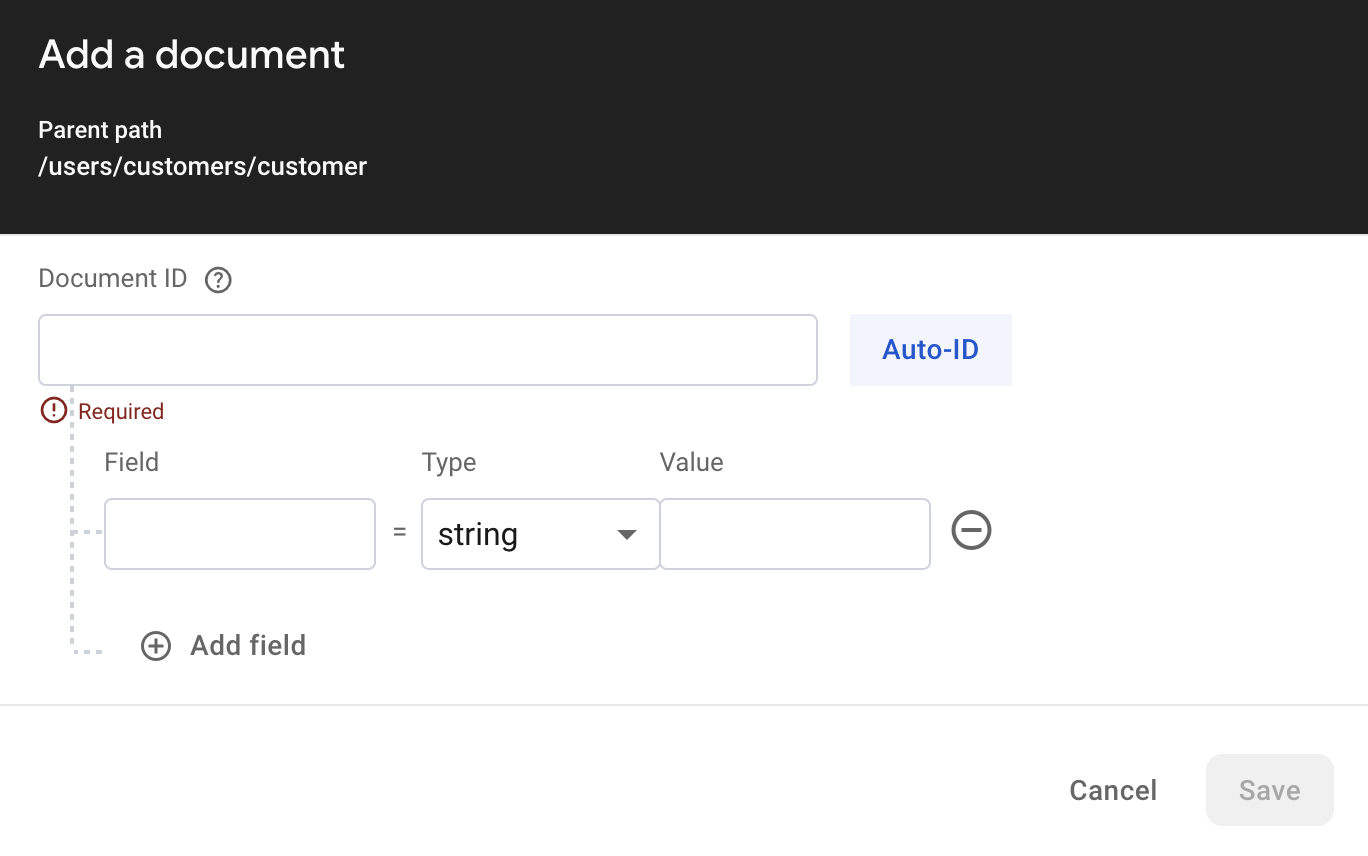 Add a document
Parent path
/users/customers/customer
Document ID
Auto-ID
Required
Field Type Value
= string
Add field
Cancel Save